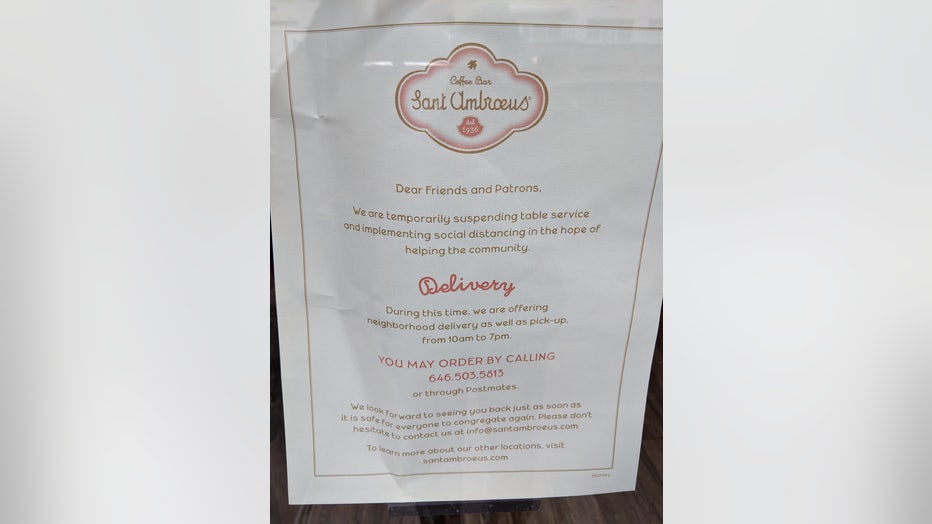 Coffee Bar
Sant Ambrœus®
est
1936
Dear Friends and Patrons,
We are temporarily suspending table service
and implementing social distancing in the hope of
helping the community.
Delivery
During this time, we are offering
neighborhood delivery as well as pick-up,
from 10am to 7pm.
YOU MAY ORDER BY CALLING
646.503.5813
or through Postmates.
We look forward to seeing you back just as soon as
it is safe for everyone to congregate again. Please don't
hesitate to contact us at info@santambroeus.com
To learn more about our other locations, visit
santambroeus.com